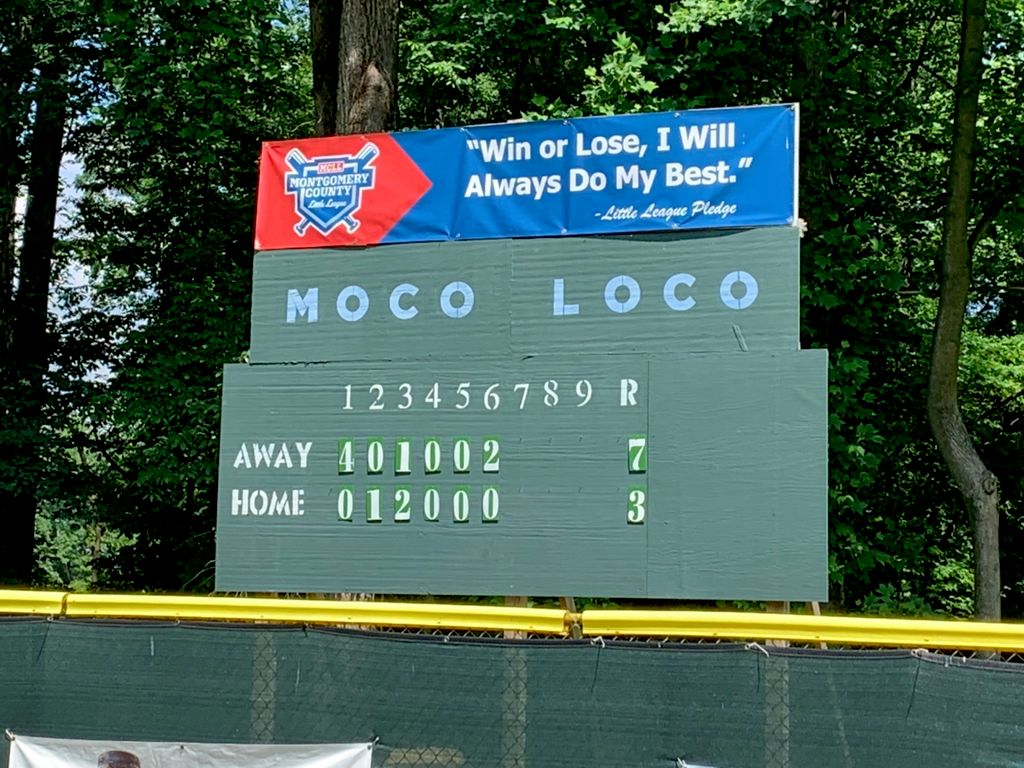 MCLL
MONTGOMERY
COUNTY
Little League
"Win or Lose, I Will
Always Do My Best."
-Little League Pledge
MOCO LOCO
1 2 3 4 5 6 7 8 9 R
AWAY 4 0 1 0 0 2 7
HOME 0 1 2 0 0 0 3